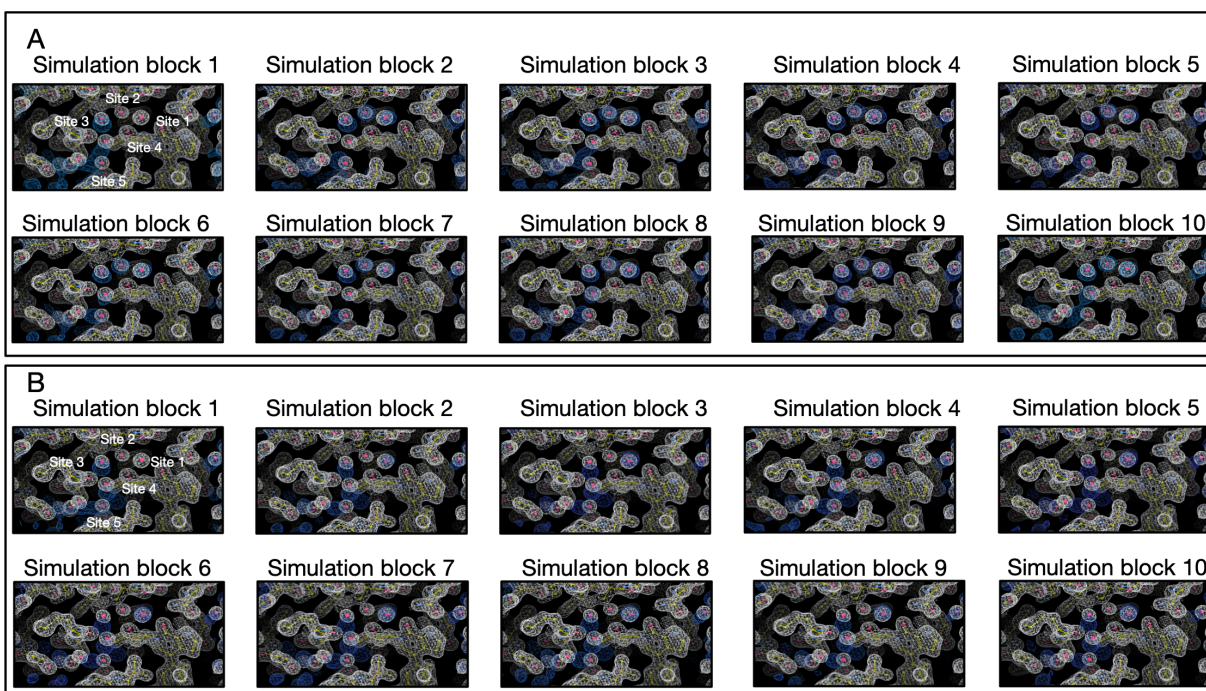 A
Simulation block 1
Simulation block 2
Simulation block 3
Simulation block 4
Simulation block 5
Site 2
Site 3
Site 1
Site 4
Site 5
Simulation block 6
Simulation block 7
Simulation block 8
Simulation block 9
Simulation block 10
B
Simulation block 1
Simulation block 2
Simulation block 3
Simulation block 4
Simulation block 5
Site 2
Site 3
Site 1
Site 4
Site 5
Simulation block 6
Simulation block 7
Simulation block 8
Simulation block 9
Simulation block 10